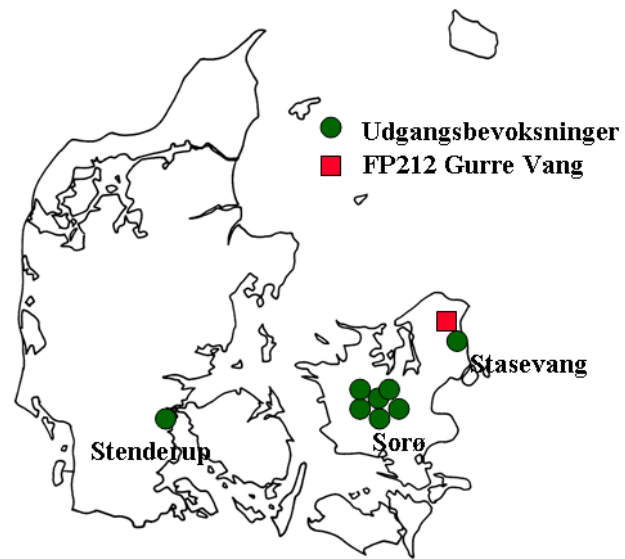 Udgangsbevoksninger
FP212 Gurre Vang
Stasevang
Sorø
Stenderup